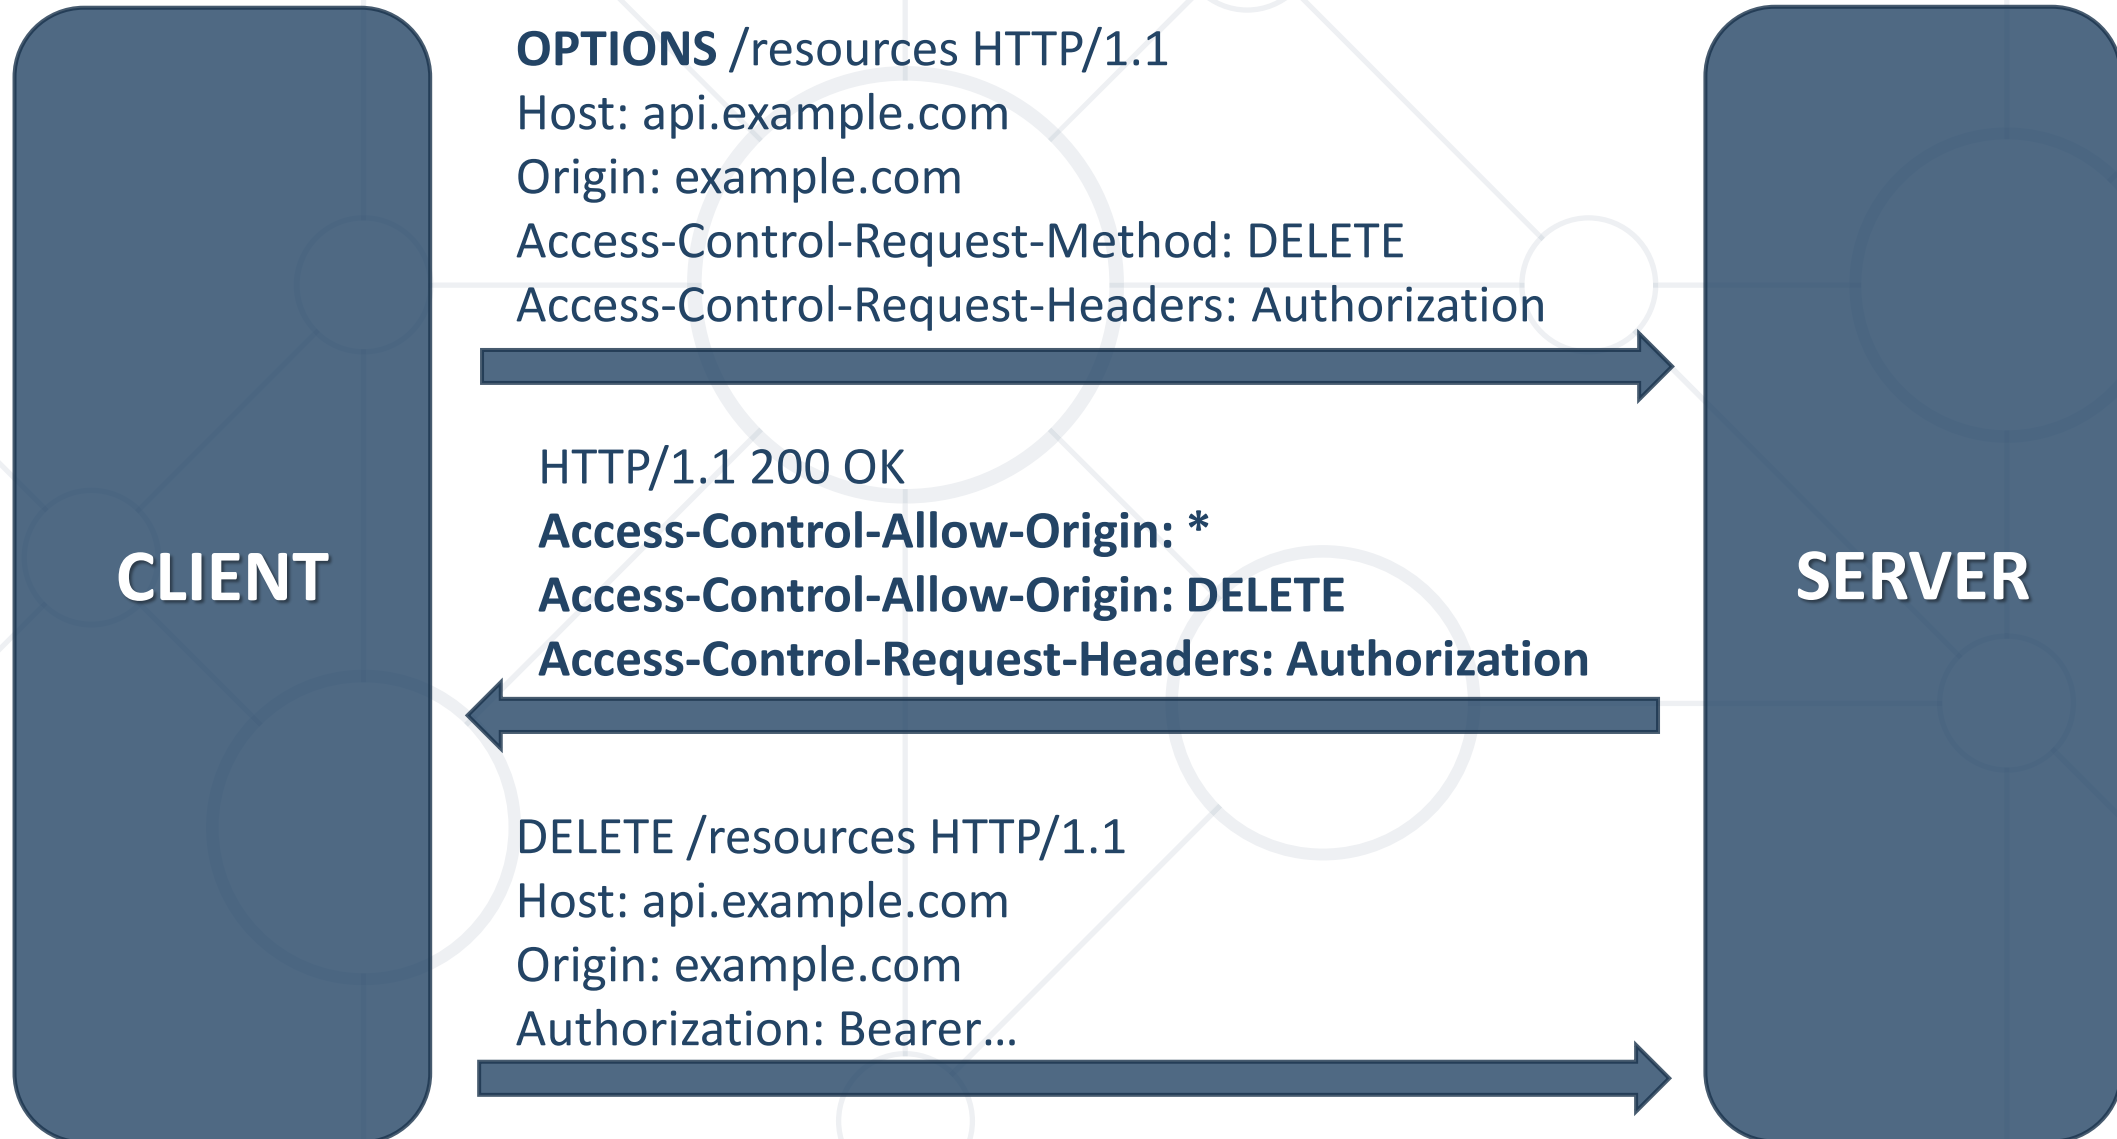 OPTIONS /resources HTTP/1.1
Host: api.example.com
Origin: example.com
Access-Control-Request-Method: DELETE
Access-Control-Request-Headers: Authorization
HTTP/1.1 200 OK
Access-Control-Allow-Origin: *
Access-Control-Allow-Origin: DELETE
Access-Control-Request-Headers: Authorization
CLIENT
SERVER
DELETE /resources HTTP/1.1
Host: api.example.com
Origin: example.com
Authorization: Bearer…